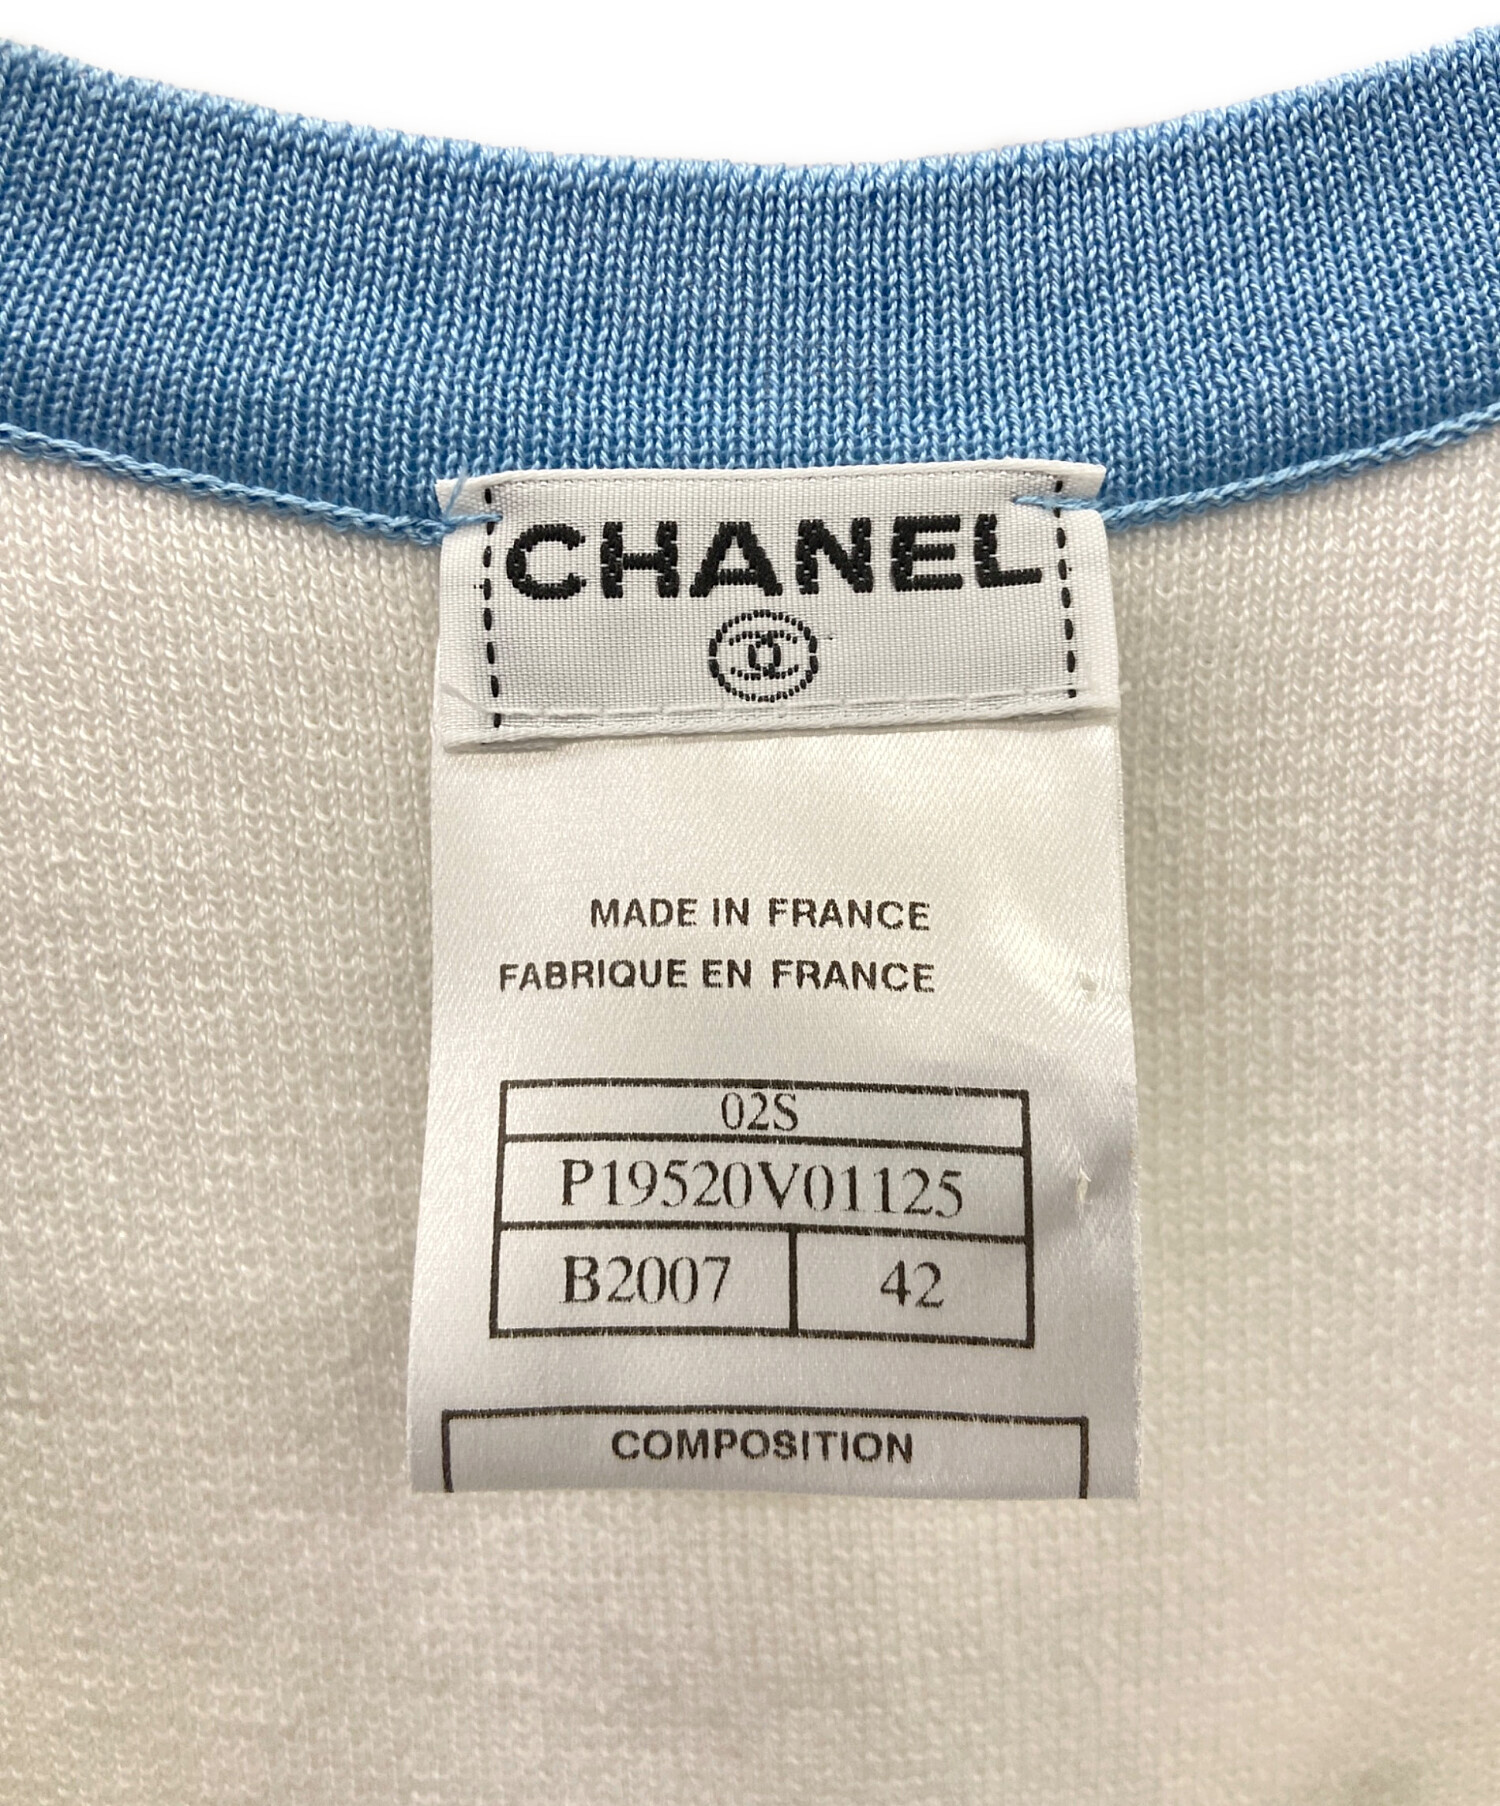 CHANEL
MADE IN FRANCE
FABRIQUE EN FRANCE
02S
P19520V01125
B2007 42
COMPOSITION